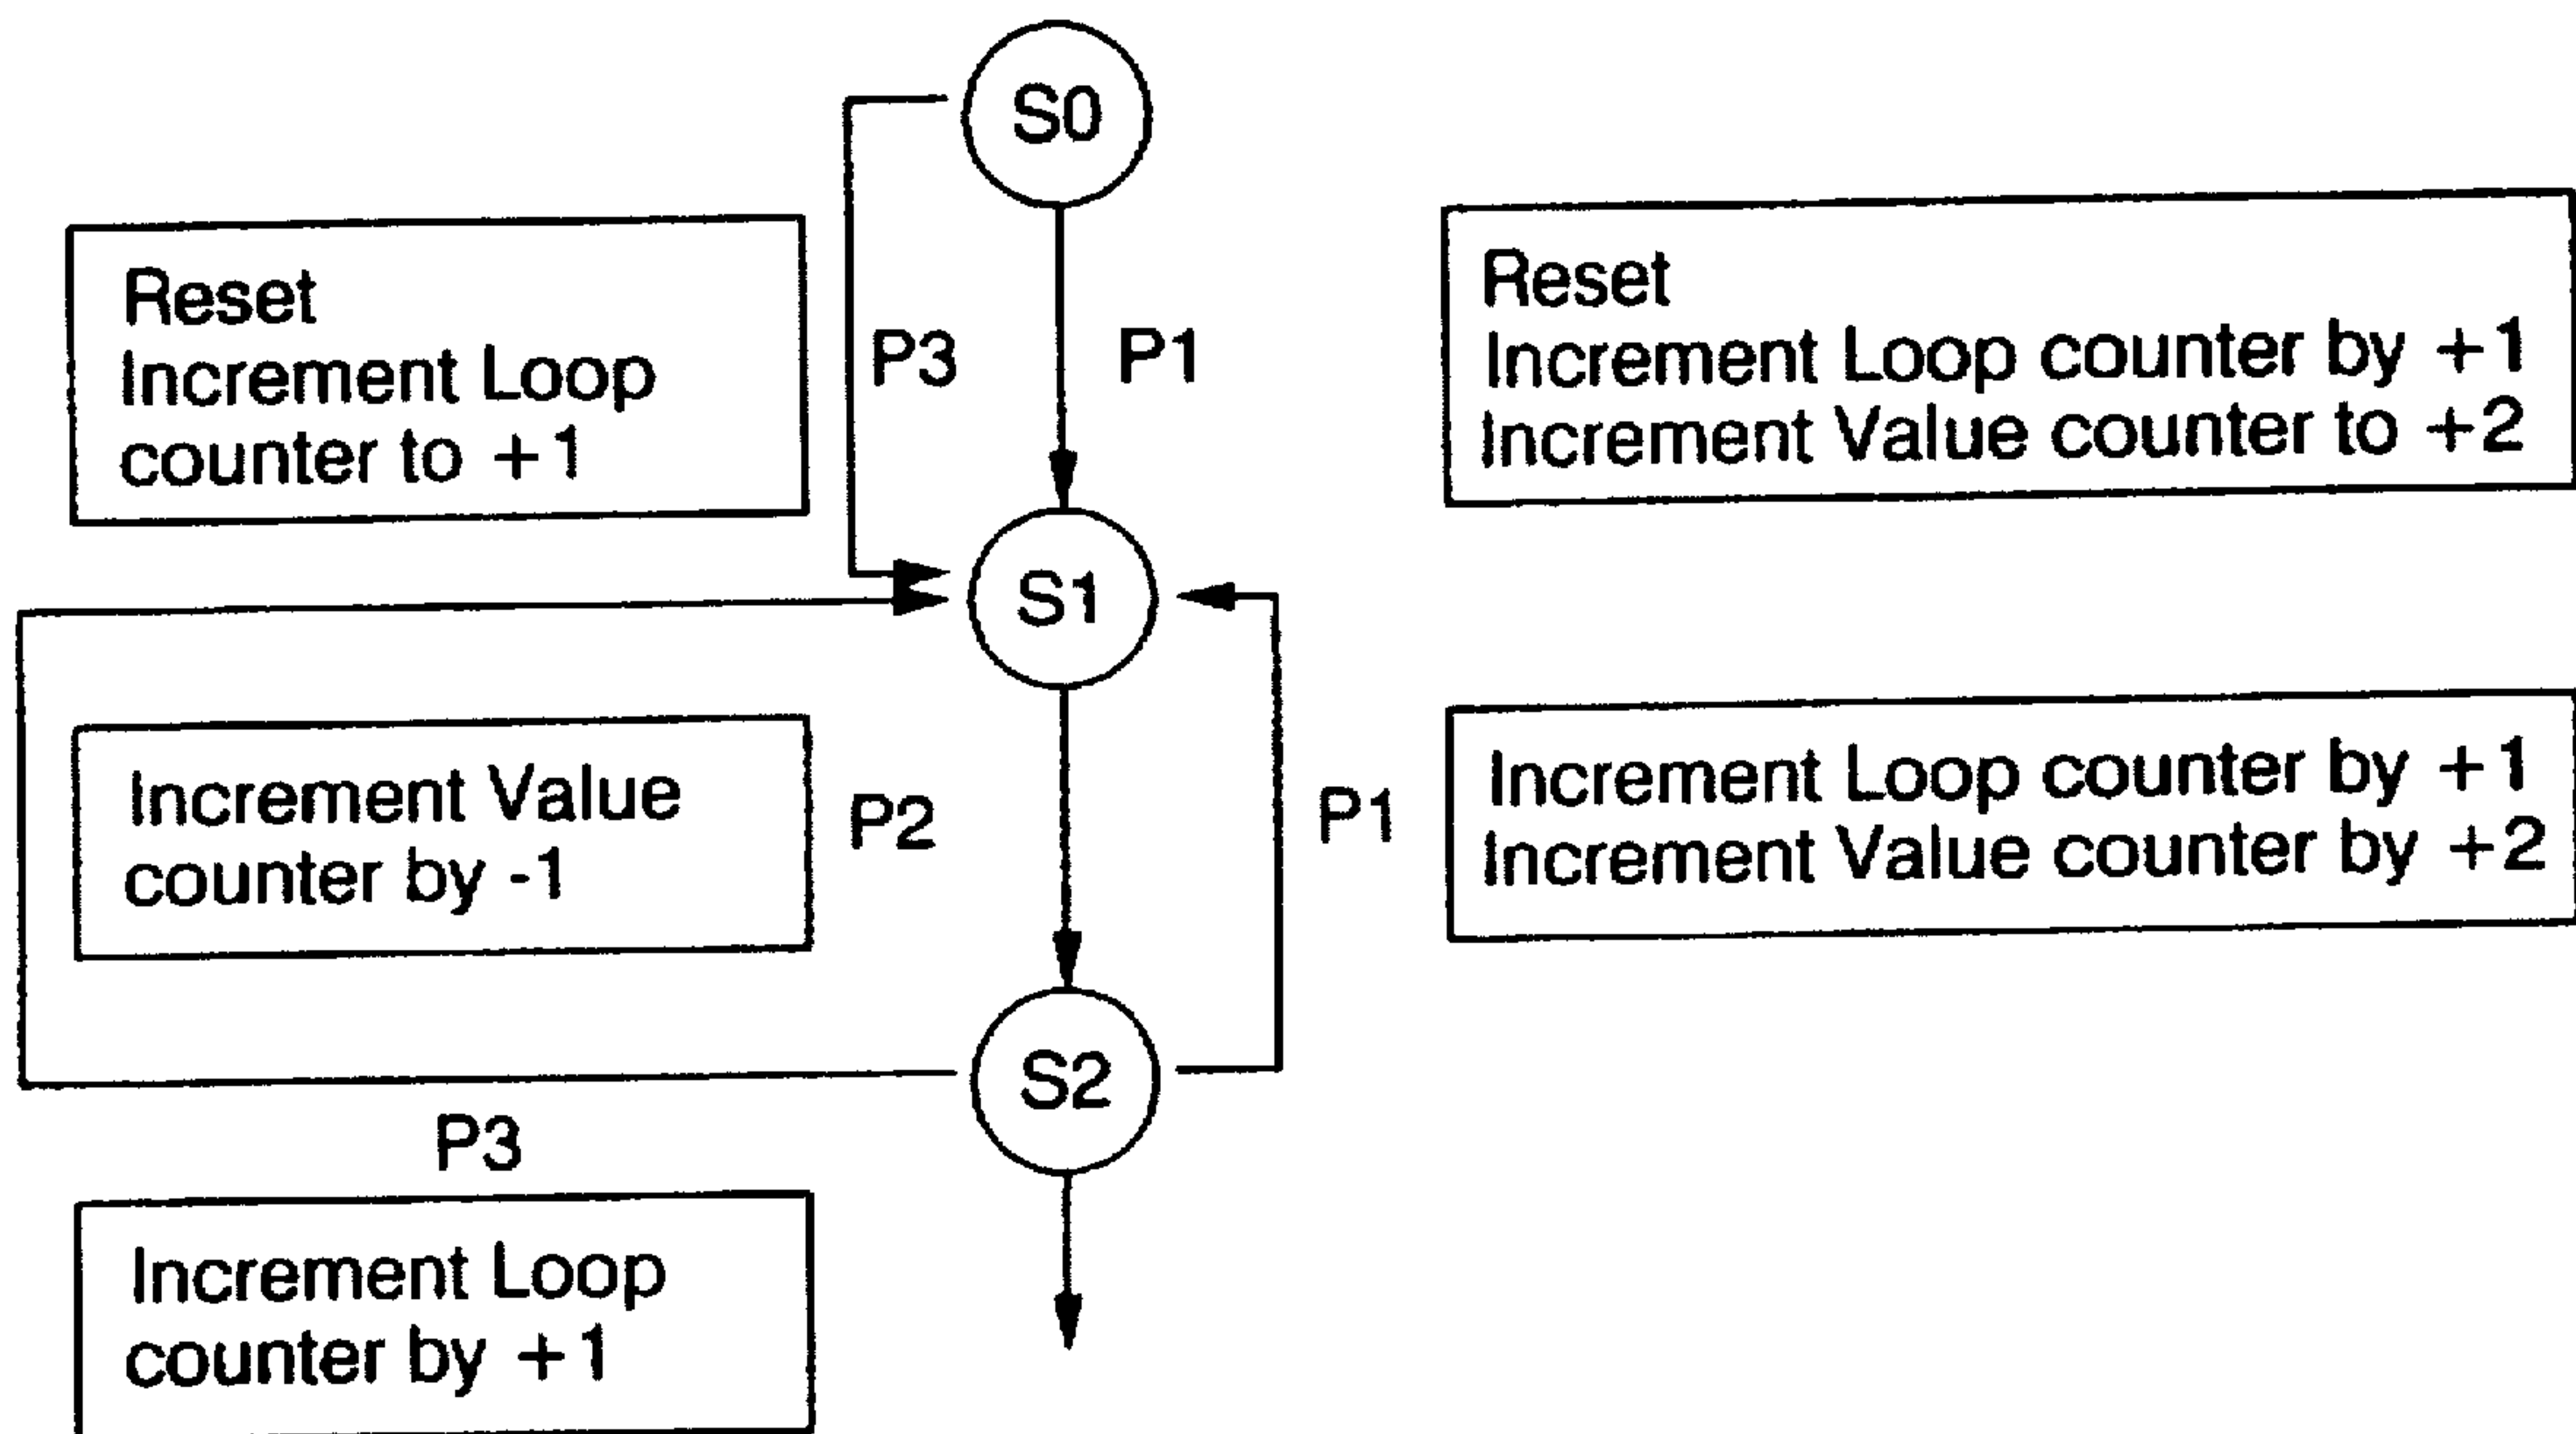 S0
Reset
Increment Loop
counter to +1
P3
P1
Reset
Increment Loop counter by +1
Increment Value counter to +2
S1
Increment Value
counter by -1
P2
P1
Increment Loop counter by +1
Increment Value counter by +2
S2
P3
Increment Loop
counter by +1